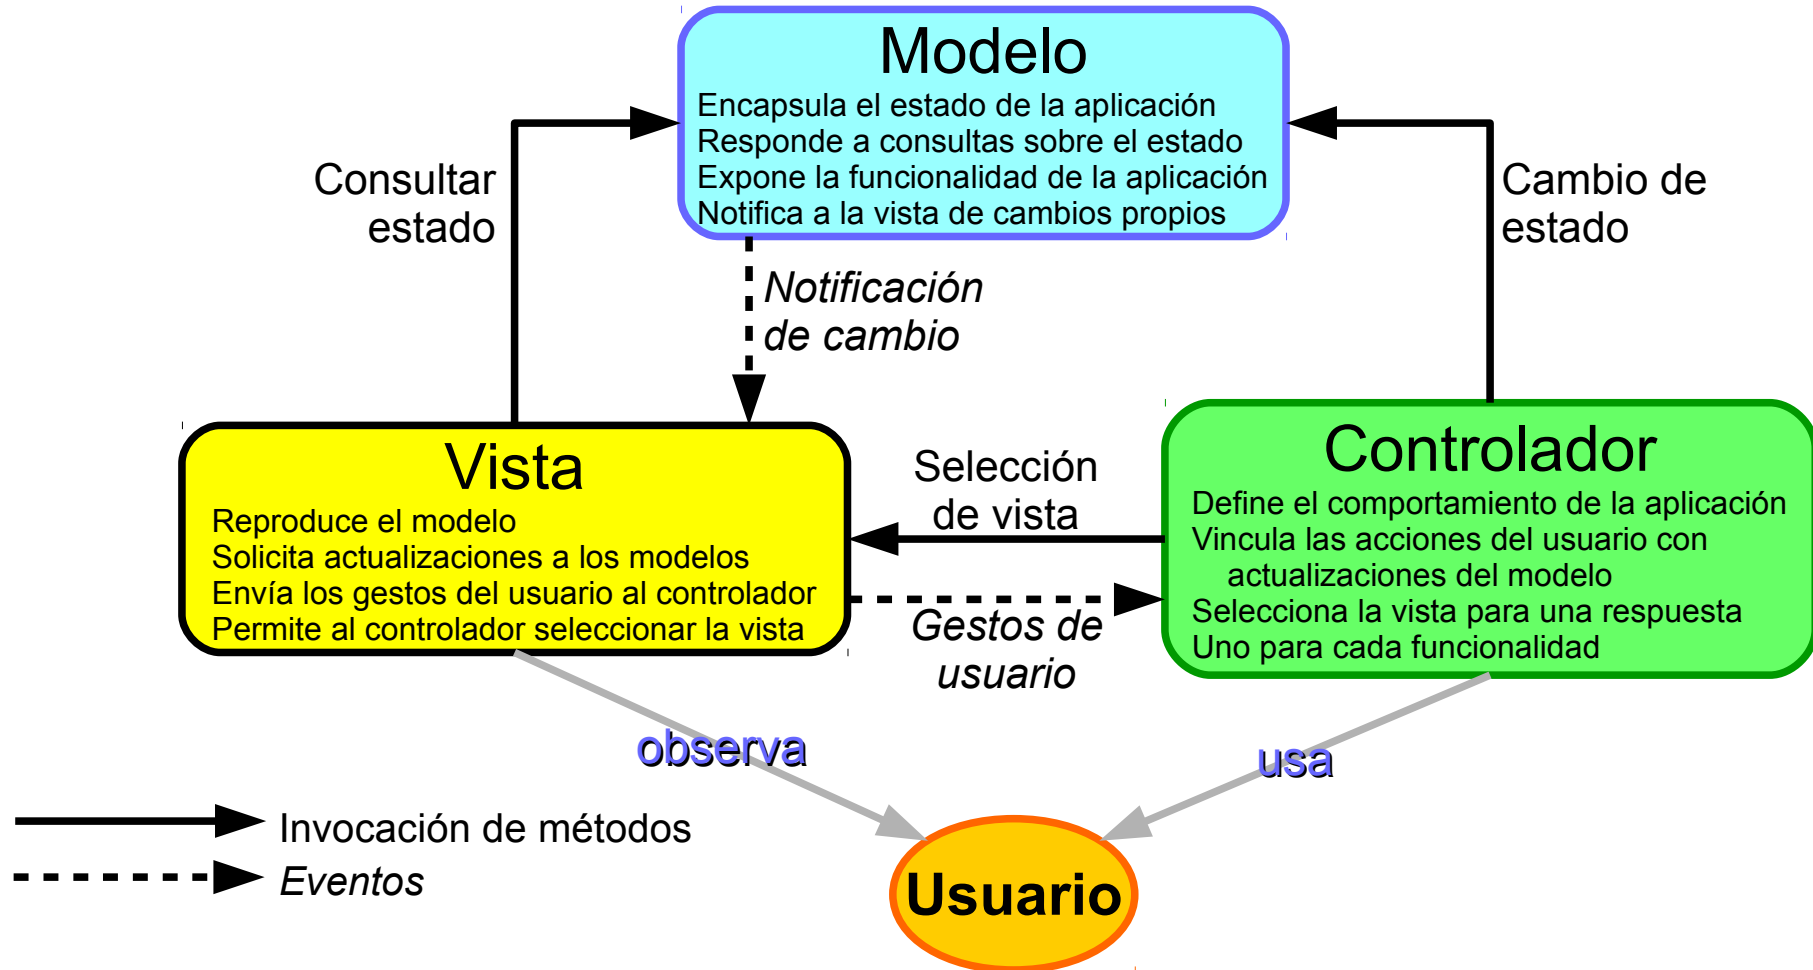 Modelo
Encapsula el estado de la aplicación
Responde a consultas sobre el estado
Expone la funcionalidad de la aplicación
Notifica a la vista de cambios propios
Consultar
estado
Cambio de
estado
Notificación
de cambio
Vista
Reproduce el modelo
Solicita actualizaciones a los modelos
Envía los gestos del usuario al controlador
Permite al controlador seleccionar la vista
Selección
de vista
Gestos de
usuario
Controlador
Define el comportamiento de la aplicación
Vincula las acciones del usuario con
actualizaciones del modelo
Selecciona la vista para una respuesta
Uno para cada funcionalidad
observa
usa
Invocación de métodos
Eventos
Usuario